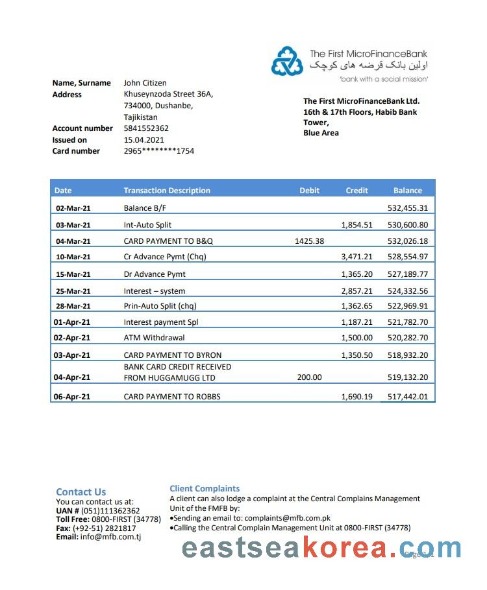 The First MicroFinanceBank
اولین بانک قرضه های کوچک
"bank with a social mission"
Name, Surname John Citizen
Address Khuseynzoda Street 36A,
734000, Dushanbe,
Tajikistan
Account number 5841552362
Issued on 15.04.2021
Card number 2965********1754
The First MicroFinanceBank Ltd.
16th & 17th Floors, Habib Bank
Tower,
Blue Area
Date Transaction Description Debit Credit Balance
02-Mar-21 Balance B/F 532,455.31
03-Mar-21 Int-Auto Split 1,854.51 530,600.80
04-Mar-21 CARD PAYMENT TO B&Q 1425.38 532,026.18
10-Mar-21 Cr Advance Pymt (Chq) 3,471.21 528,554.97
15-Mar-21 Dr Advance Pymt 1,365.20 527,189.77
25-Mar-21 Interest – system 2,857.21 524,332.56
28-Mar-21 Prin-Auto Split (chq) 1,362.65 522,969.91
01-Apr-21 Interest payment Spl 1,187.21 521,782.70
02-Apr-21 ATM Withdrawal 1,500.00 520,282.70
03-Apr-21 CARD PAYMENT TO BYRON 1,350.50 518,932.20
BANK CARD CREDIT RECEIVED
04-Apr-21 FROM HUGGAMUGG LTD 200.00 519,132.20
06-Apr-21 CARD PAYMENT TO ROBBS 1,690.19 517,442.01
Contact Us
You can contact us at:
UAN # (051)111362362
Toll Free: 0800-FIRST (34778)
Fax: (+92-51) 2821817
Email: info@mfb.com.tj
Client Complaints
A client can also lodge a complaint at the Central Complains Management
Unit of the FMFB by:
•Sending an email to: complaints@mfb.com.pk
•Calling the Central Complain Management Unit at 0800-FIRST (34778)
eastseakorea.com